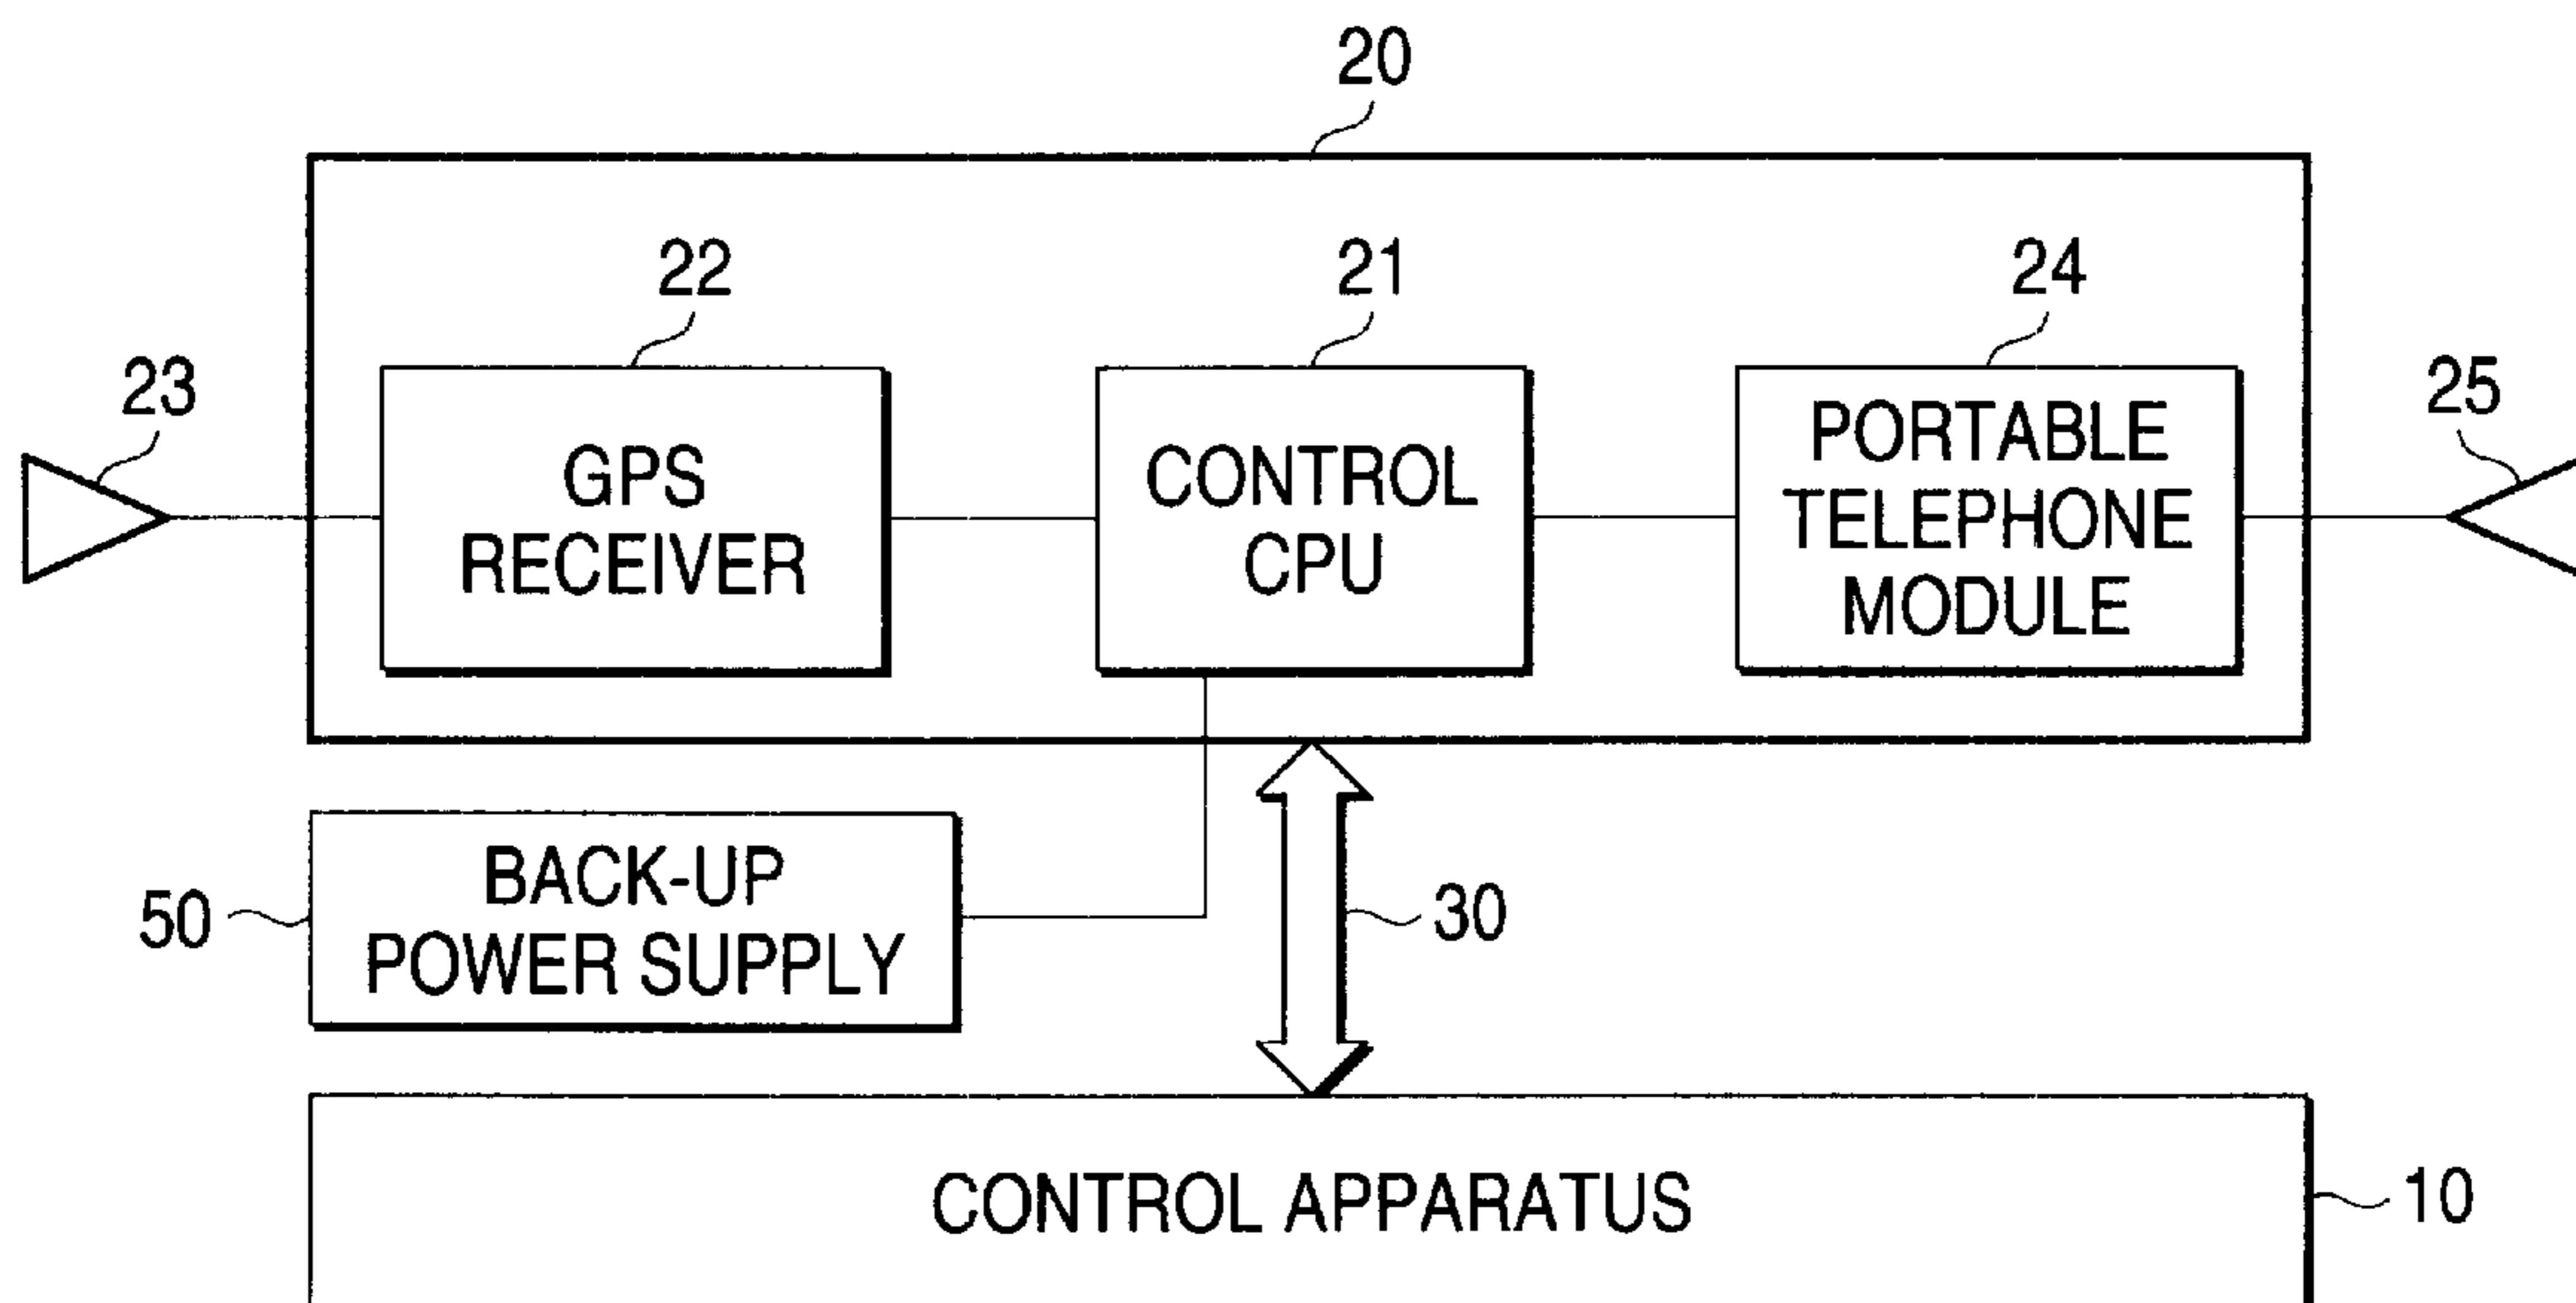 20
22
21
24
23
25
GPS
RECEIVER
CONTROL
CPU
PORTABLE
TELEPHONE
MODULE
50
BACK-UP
POWER SUPPLY
30
CONTROL APPARATUS
10